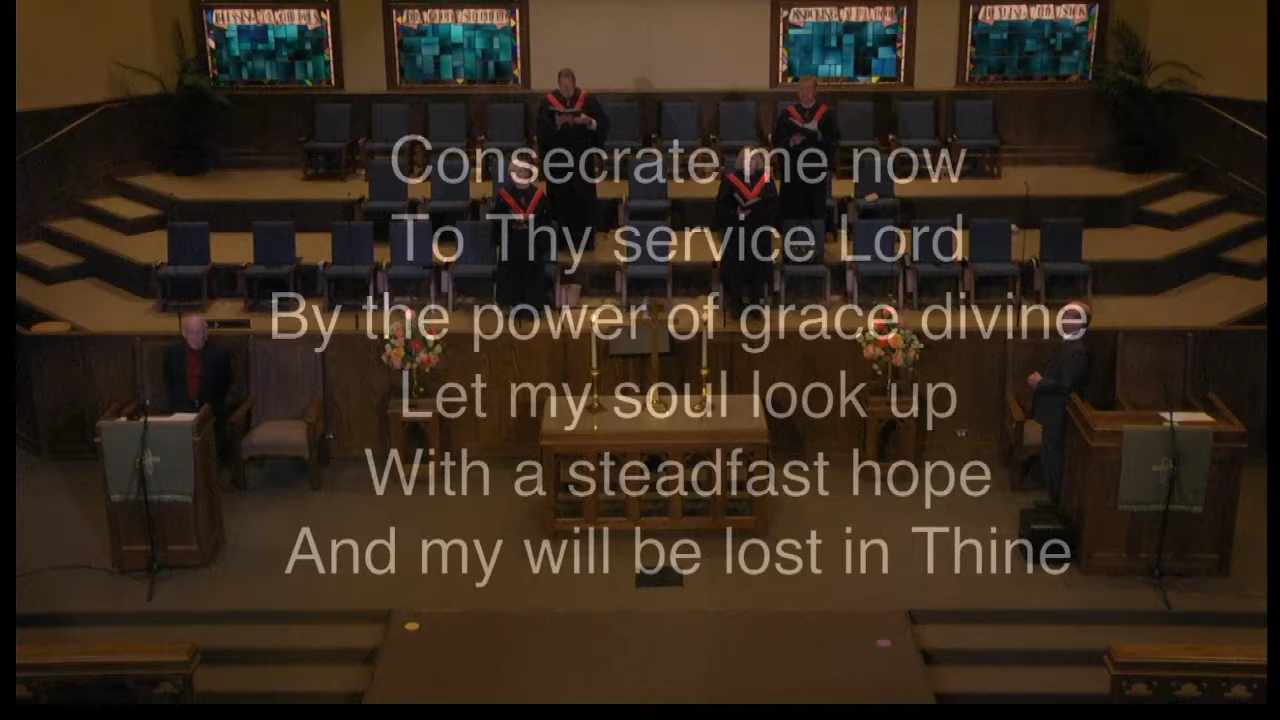 Consecrate me now
To Thy service Lord
By the power of grace divine
Let my soul look up
With a steadfast hope
And my will be lost in Thine